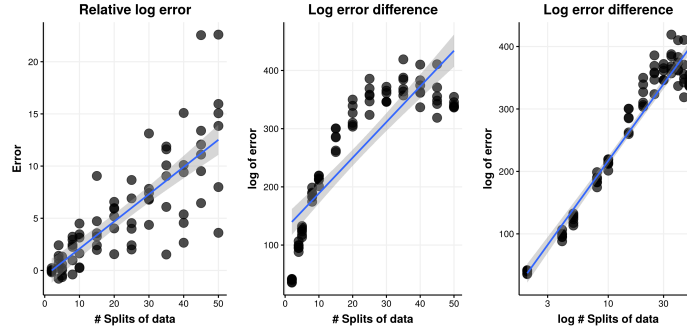 Relative log error
Log error difference
Log error difference
Error
20
15
10
5
0
0 10 20 30 40 50
# Splits of data
log of error
400
300
200
100
0 10 20 30 40 50
# Splits of data
log of error
400
300
200
100
3 10 30
log # Splits of data